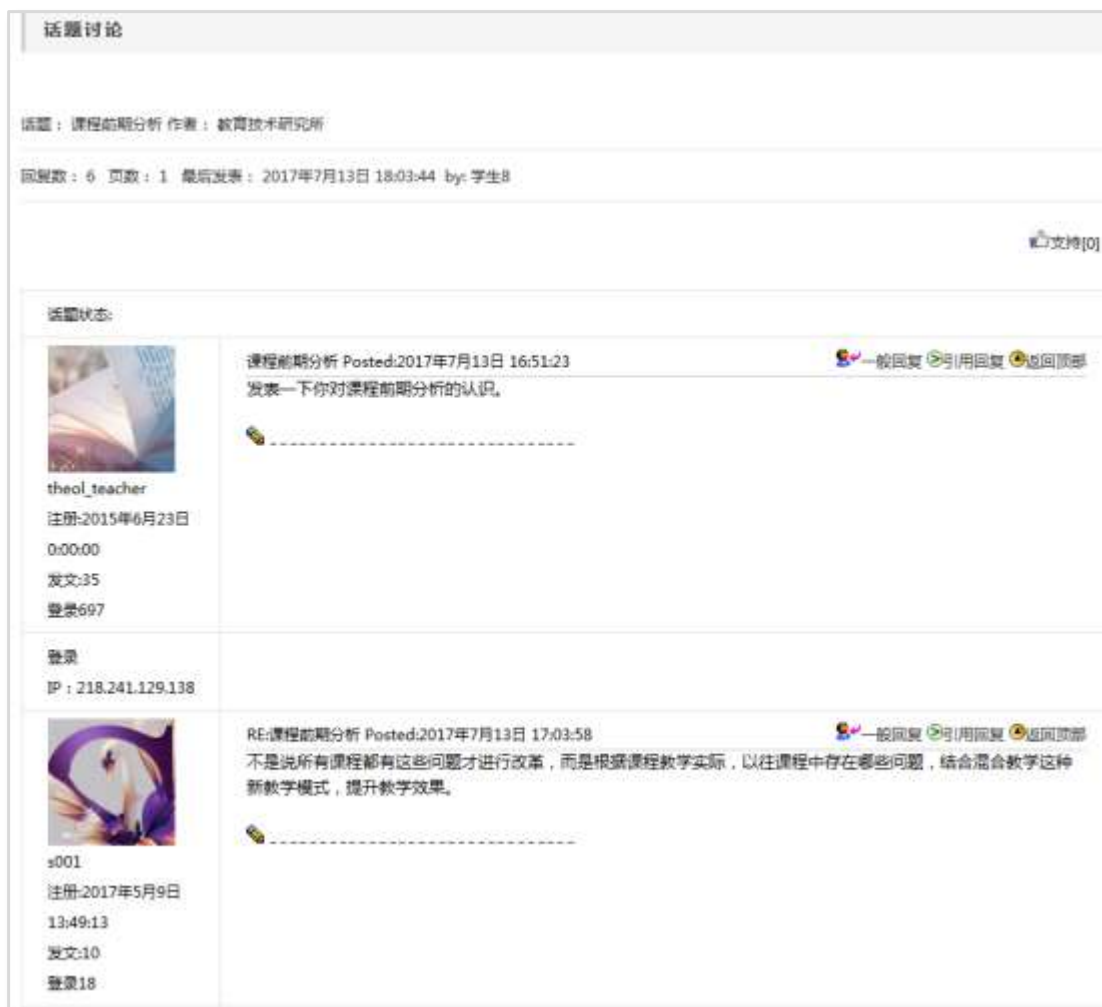 话题讨论
话题： 课程前期分析 作者： 教育技术研究所
回复数： 6 页数： 1 最后发表： 2017年7月13日 18:03:44 by: 学生8
支持[0]
话题状态:
课程前期分析 Posted:2017年7月13日 16:51:23 一般回复 引用回复 返回顶部
发表一下你对课程前期分析的认识。
theol_teacher
注册:2015年6月23日
0:00:00
发文:35
登录697
登录
IP：218.241.129.138
RE:课程前期分析 Posted:2017年7月13日 17:03:58 一般回复 引用回复 返回顶部
不是说所有课程都有这些问题才进行改革，而是根据课程教学实际，以往课程中存在哪些问题，结合混合教学这种
新教学模式，提升教学效果。
s001
注册:2017年5月9日
13:49:13
发文:10
登录18